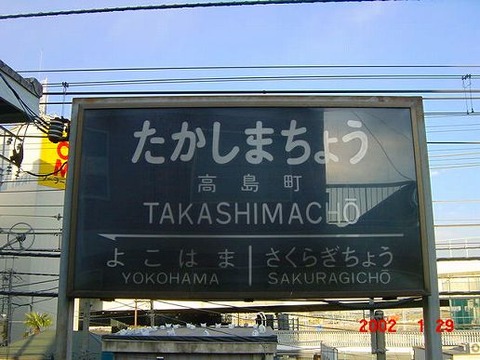 たかしまちょう
高島町
TAKASHIMACHŌ
よこはま さくらぎちょう
YOKOHAMA SAKURAGICHŌ
2002 1 29